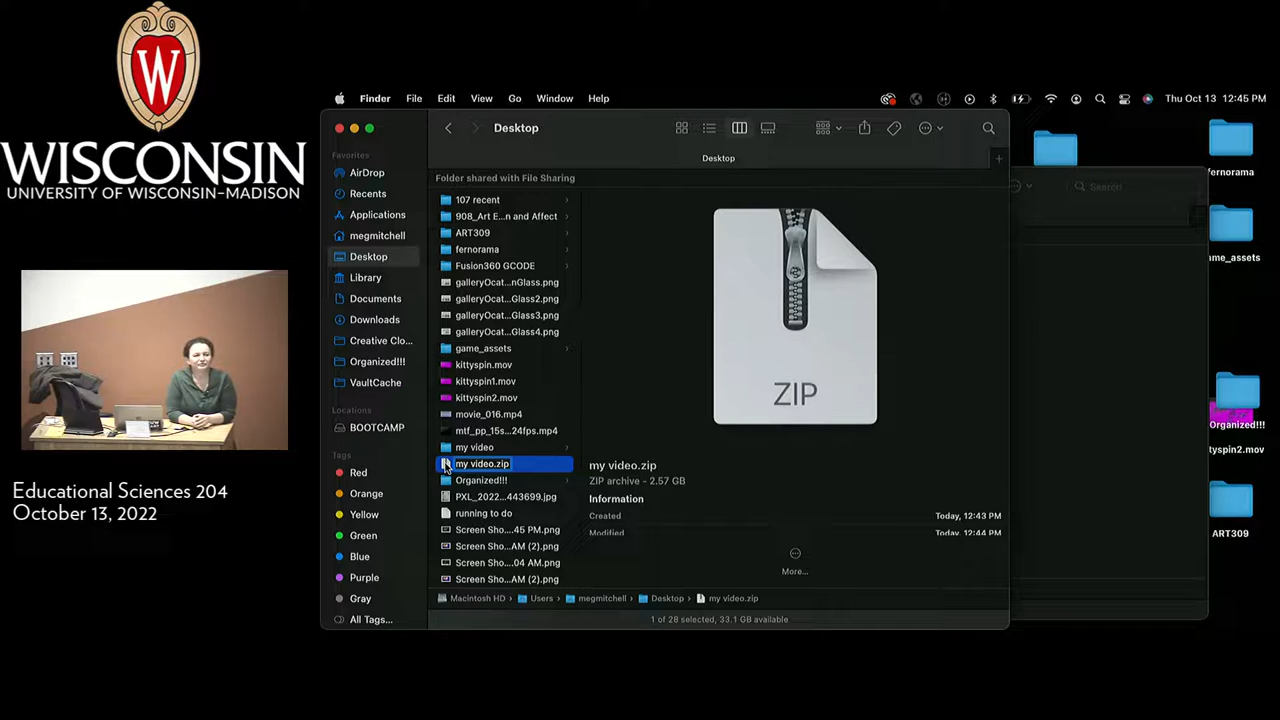 W
WISCONSIN
UNIVERSITY OF WISCONSIN–MADISON
Educational Sciences 204
October 13, 2022
Finder File Edit View Go Window Help
Thu Oct 13 12:45 PM
Desktop
Desktop
Folder shared with File Sharing
Favorites
AirDrop
Recents
Applications
megmitchell
Desktop
Library
Documents
Downloads
Creative Clo...
Organized!!!
VaultCache
Locations
BOOTCAMP
Tags
Red
Orange
Yellow
Green
Blue
Purple
Gray
All Tags...
107 recent
908_Art E...n and Affect
ART309
fernorama
Fusion360 GCODE
galleryOcat...nGlass.png
galleryOcat...Glass2.png
galleryOcat...Glass3.png
galleryOcat...Glass4.png
game_assets
kittyspin.mov
kittyspin1.mov
kittyspin2.mov
movie_016.mp4
mtf_pp_15s...24fps.mp4
my video
my video.zip
Organized!!!
PXL_2022...443699.jpg
running to do
Screen Sho....45 PM.png
Screen Sho...AM (2).png
Screen Sho....04 AM.png
Screen Sho...AM (2).png
ZIP
my video.zip
ZIP archive - 2.57 GB
Information
Created Today, 12:43 PM
Modified Today, 12:44 PM
More...
Macintosh HD › Users › megmitchell › Desktop › my video.zip
1 of 28 selected, 33.1 GB available
Search
fernorama
me_assets
Organized!!!
ttyspin2.mov
ART309